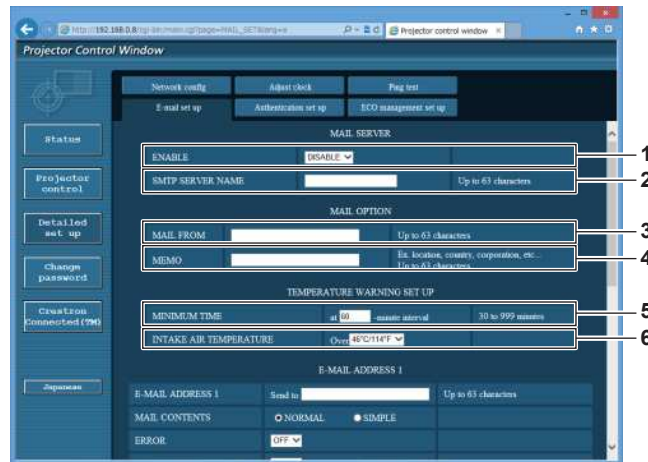 http://192.168.0.8/cgi-bin/main.cgi?page=MAIL_SET&lang=e
Projector control window
Projector Control Window
Network config Adjust clock Ping test
E-mail set up Authentication set up ECO management set up
Status
Projector control
Detailed set up
Change password
Crestron Connected(TM)
Japanese
MAIL SERVER
ENABLE DISABLE 1
SMTP SERVER NAME Up to 63 characters 2
MAIL OPTION
MAIL FROM Up to 63 characters 3
MEMO Ex. location, country, corporation, etc... 4
Up to 63 characters
TEMPERATURE WARNING SET UP
MINIMUM TIME at 60 -minute interval 30 to 999 minutes 5
INTAKE AIR TEMPERATURE Over 46°C/114°F 6
E-MAIL ADDRESS 1
E-MAIL ADDRESS 1 Send to Up to 63 characters
MAIL CONTENTS NORMAL SIMPLE
ERROR OFF